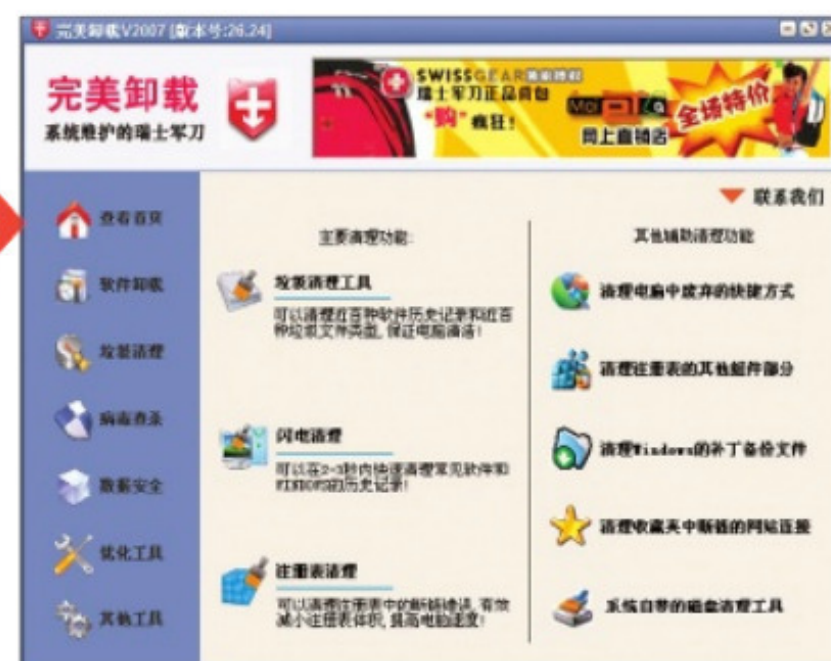 完美卸载V2007 [版本号:26.24]
完美卸载
系统维护的瑞士军刀
SWISSGEAR独家授权
瑞士军刀正品背包
“购”疯狂!
网上直销店
全场特价
联系我们
查看首页
软件卸载
垃圾清理
病毒查杀
数据安全
优化工具
其他工具
主要清理功能:
垃圾清理工具
可以清理近百种软件历史记录和近百
种垃圾文件类型,保证电脑清洁!
闪电清理
可以在2-3秒内快速清理常见软件和
WINDOWS的历史记录!
注册表清理
可以清理注册表中的断链错误,有效
减小注册表体积,提高电脑速度!
其他辅助清理功能
清理电脑中废弃的快捷方式
清理注册表的其他组件部分
清理Windows的补丁备份文件
清理收藏夹中断链的网站连接
系统自带的磁盘清理工具